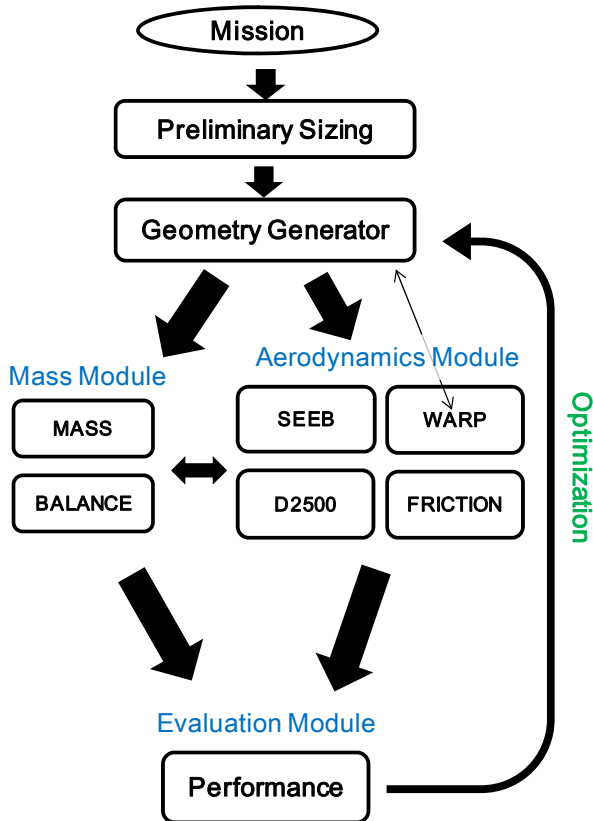 Mission
Preliminary Sizing
Geometry Generator
Mass Module
Aerodynamics Module
MASS
BALANCE
SEEB
WARP
D2500
FRICTION
Optimization
Evaluation Module
Performance